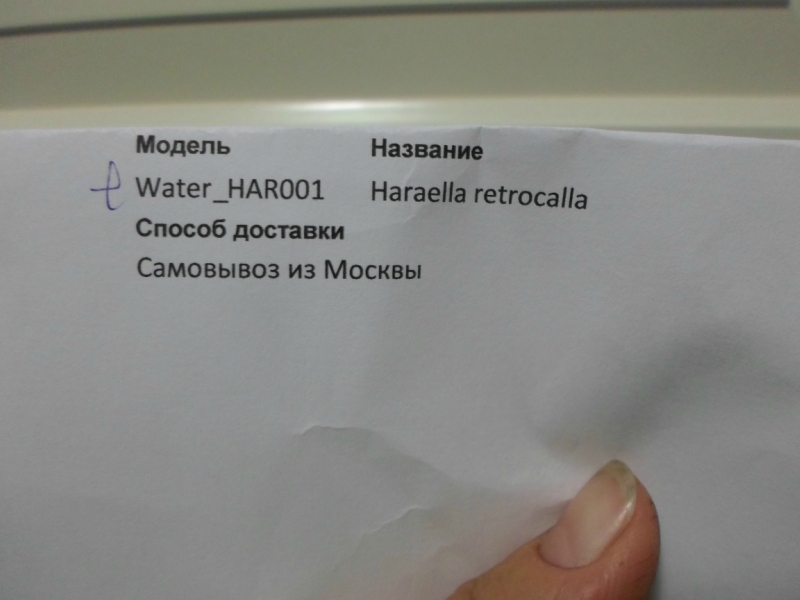 Модель Название
Water_HAR001 Haraella retrocalla
Способ доставки
Самовывоз из Москвы